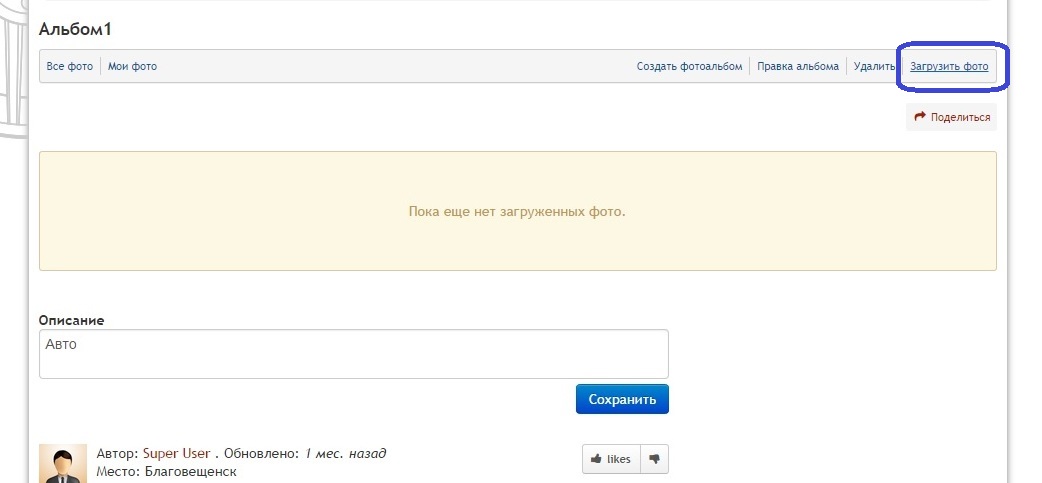 Альбом1
Все фото Мои фото Создать фотоальбом Правка альбома Удалить Загрузить фото
Поделиться
Пока еще нет загруженных фото.
Описание
Авто
Сохранить
Автор: Super User . Обновлено: 1 мес. назад
likes
Место: Благовещенск